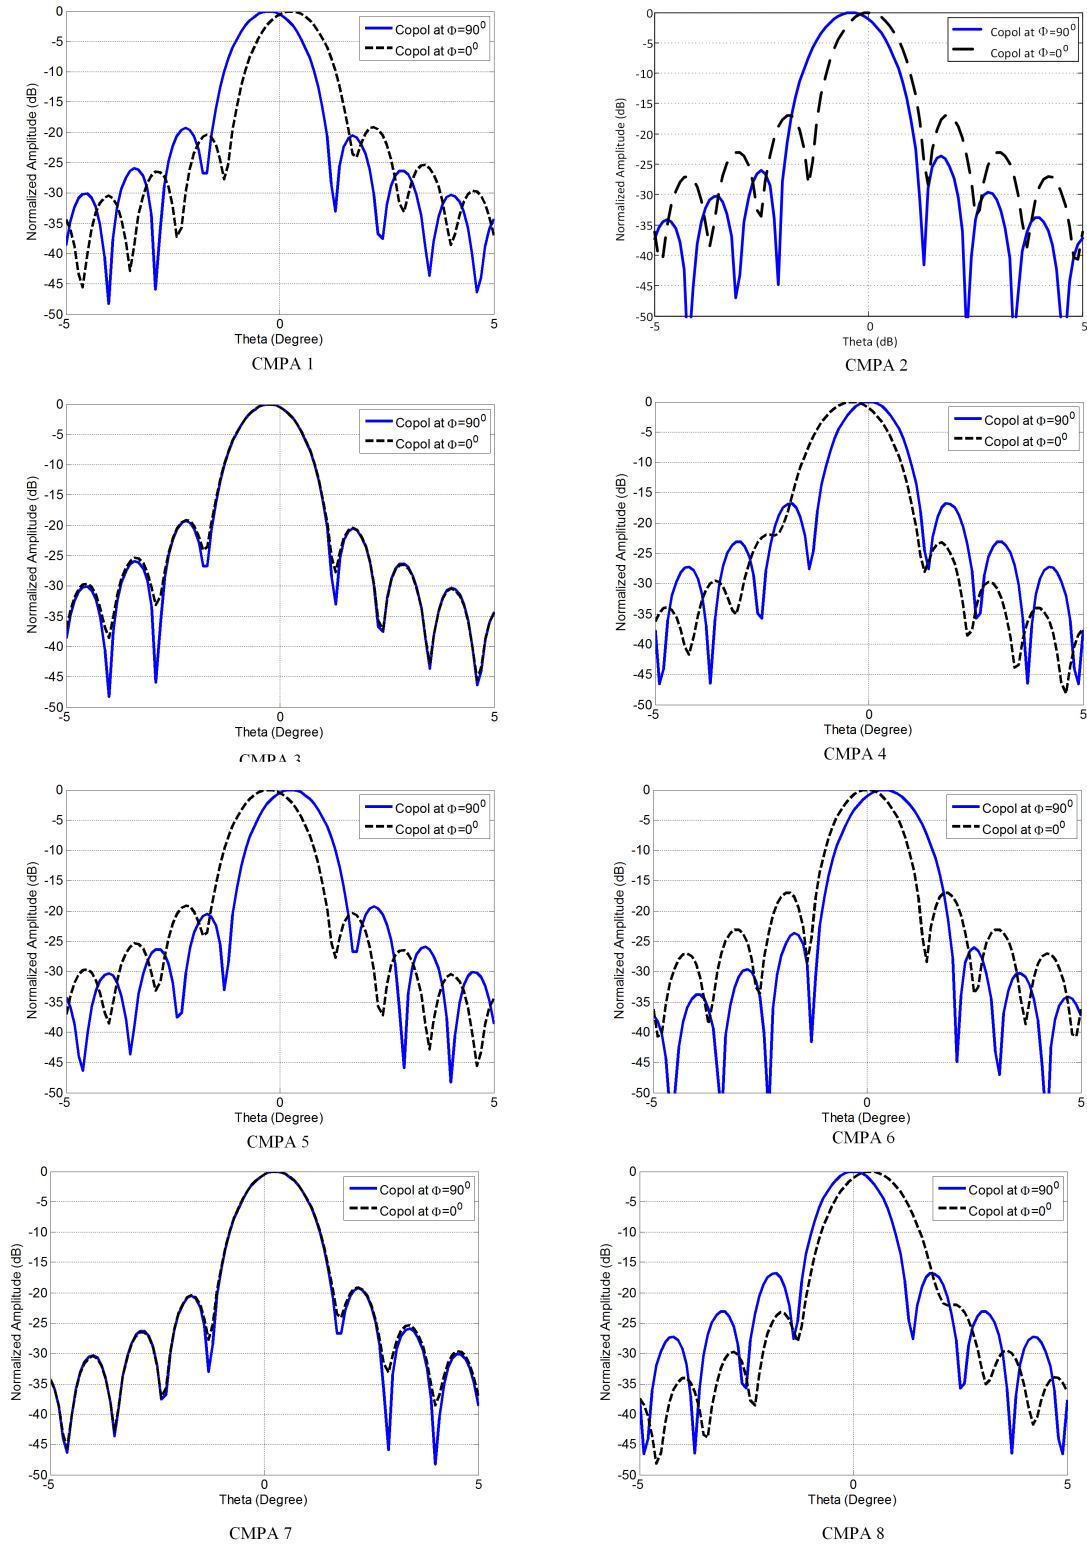 0
-5
-10
-15
-20
-25
-30
-35
-40
-45
-50
Normalized Amplitude (dB)
Copol at Φ=90⁰
Copol at Φ=0⁰
-5 0 5
Theta (Degree)
CMPA 1
0
-5
-10
-15
-20
-25
-30
-35
-40
-45
-50
Normalized Amplitude (dB)
Copol at Φ=90⁰
Copol at Φ=0⁰
-5 0 5
Theta (dB)
CMPA 2
0
-5
-10
-15
-20
-25
-30
-35
-40
-45
-50
Normalized Amplitude (dB)
Copol at Φ=90⁰
Copol at Φ=0⁰
-5 0 5
Theta (Degree)
CMPA 3
0
-5
-10
-15
-20
-25
-30
-35
-40
-45
-50
Normalized Amplitude (dB)
Copol at Φ=90⁰
Copol at Φ=0⁰
-5 0 5
Theta (Degree)
CMPA 4
0
-5
-10
-15
-20
-25
-30
-35
-40
-45
-50
Normalized Amplitude (dB)
Copol at Φ=90⁰
Copol at Φ=0⁰
-5 0 5
Theta (Degree)
CMPA 5
0
-5
-10
-15
-20
-25
-30
-35
-40
-45
-50
Normalized Amplitude (dB)
Copol at Φ=90⁰
Copol at Φ=0⁰
-5 0 5
Theta (Degree)
CMPA 6
0
-5
-10
-15
-20
-25
-30
-35
-40
-45
-50
Normalized Amplitude (dB)
Copol at Φ=90⁰
Copol at Φ=0⁰
-5 0 5
Theta (Degree)
CMPA 7
0
-5
-10
-15
-20
-25
-30
-35
-40
-45
-50
Normalized Amplitude (dB)
Copol at Φ=90⁰
Copol at Φ=0⁰
-5 0 5
Theta (Degree)
CMPA 8